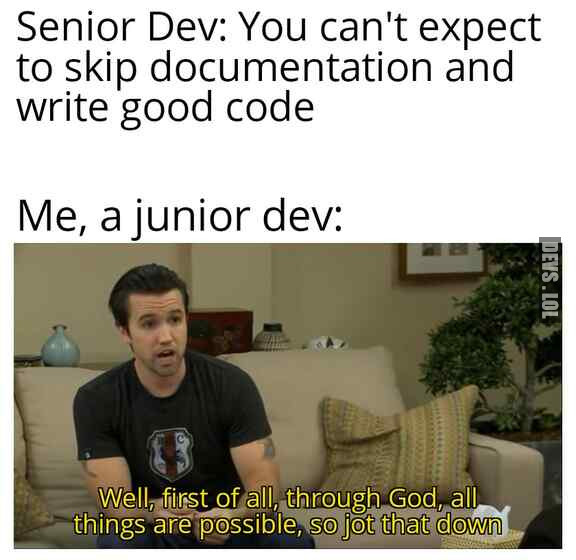 Senior Dev: You can't expect
to skip documentation and
write good code
Me, a junior dev:
DEVS.LOL
Well, first of all, through God, all
things are possible, so jot that down